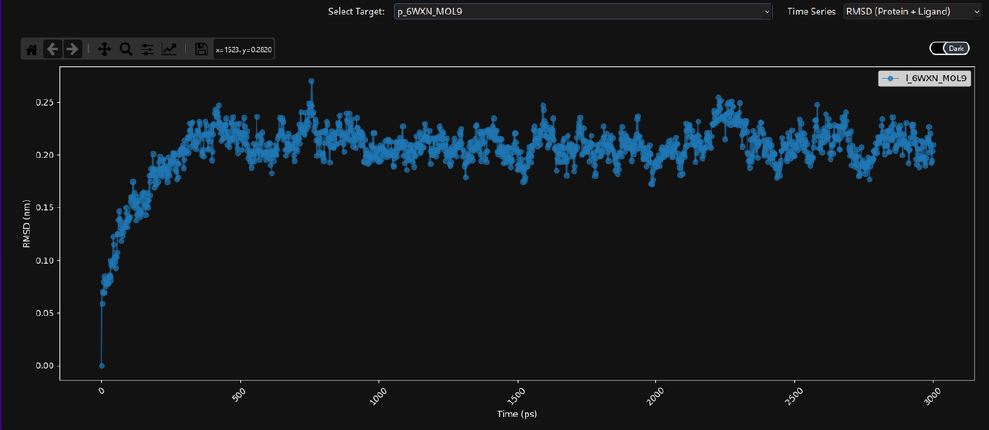 Select Target: p_6WXN_MOL9 Time Series RMSD (Protein + Ligand)
x=1523. y=0.2820
Dark
l_6WXN_MOL9
0.25
0.20
0.15
0.10
0.05
0.00
RMSD (nm)
0 500 1000 1500 2000 2500 3000
Time (ps)